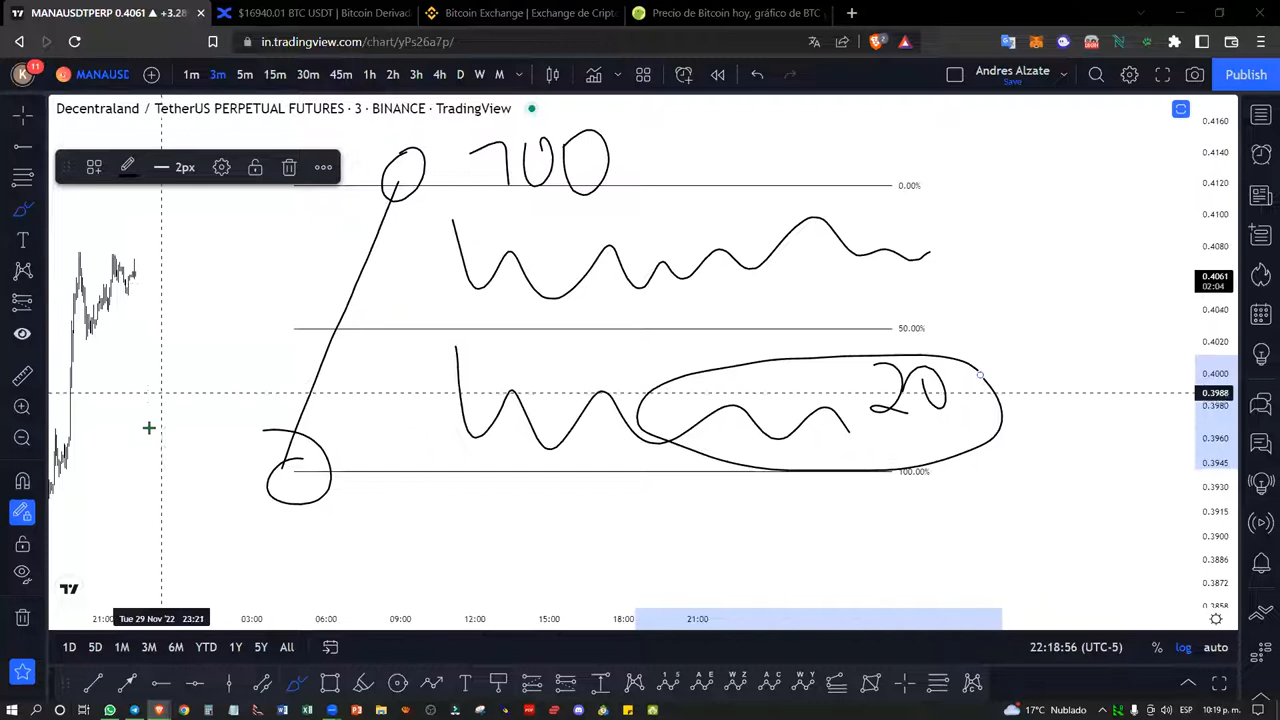 MANAUSDTPERP 0.4061 ▲ +3.28
$16940.01 BTC USDT | Bitcoin Derivad
Bitcoin Exchange | Exchange de Cript
Precio de Bitcoin hoy, gráfico de BTC
in.tradingview.com/chart/yPs26a7p/
11
MANAUSD
1m 3m 5m 15m 30m 45m 1h 2h 3h 4h D W M
Andres Alzate
Save
Publish
Decentraland / TetherUS PERPETUAL FUTURES · 3 · BINANCE · TradingView
2px
100
20
0.00%
50.00%
100.00%
0.4160
0.4140
0.4120
0.4100
0.4080
0.4061
02:04
0.4040
0.4020
0.4000
0.3988
0.3980
0.3960
0.3945
0.3930
0.3915
0.3900
0.3886
0.3872
0.3858
21:00 Tue 29 Nov '22 23:21 03:00 06:00 09:00 12:00 15:00 18:00 21:00
1D 5D 1M 3M 6M YTD 1Y 5Y All
22:18:56 (UTC-5) % log auto
17°C Nublado
ESP
10:19 p. m.